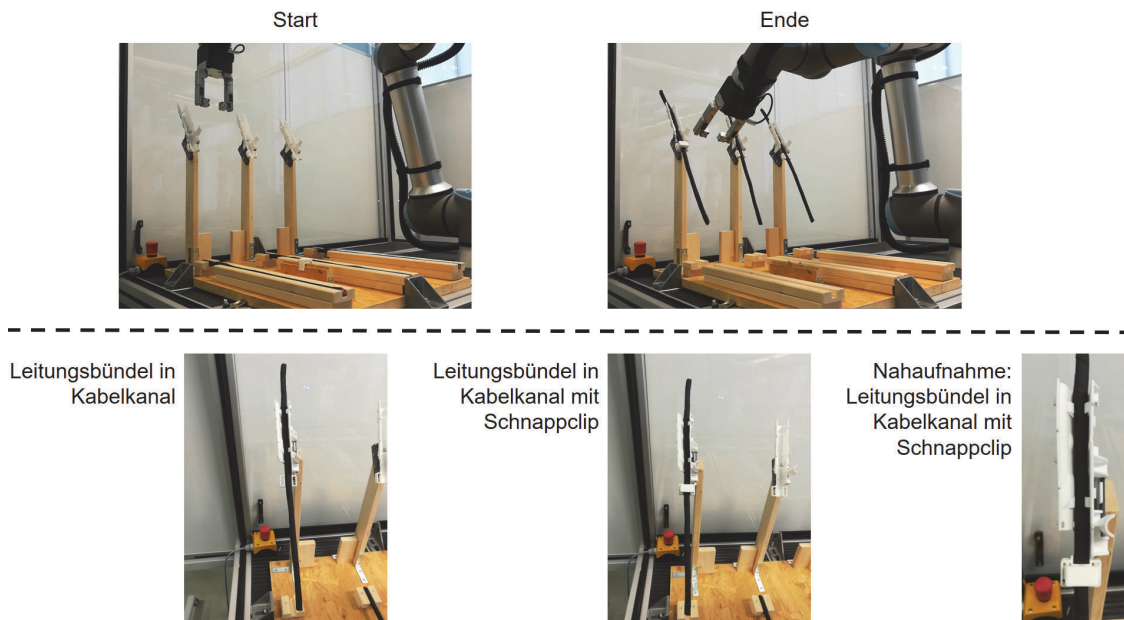 Start
Ende
Leitungsbündel in
Kabelkanal
Leitungsbündel in
Kabelkanal mit
Schnappclip
Nahaufnahme:
Leitungsbündel in
Kabelkanal mit
Schnappclip